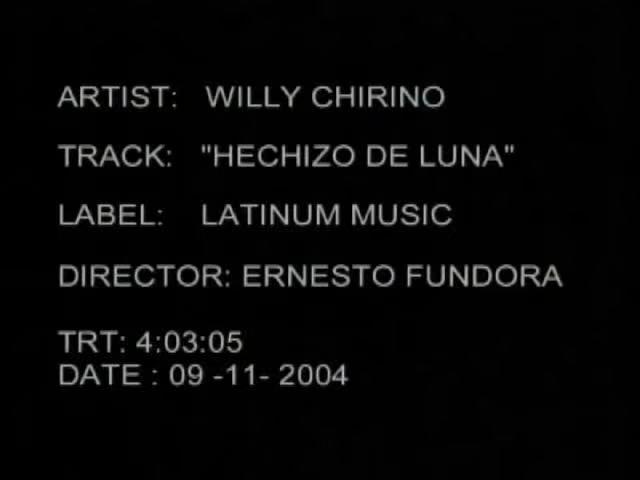 ARTIST: WILLY CHIRINO
TRACK: "HECHIZO DE LUNA"
LABEL: LATINUM MUSIC
DIRECTOR: ERNESTO FUNDORA
TRT: 4:03:05
DATE : 09 -11- 2004